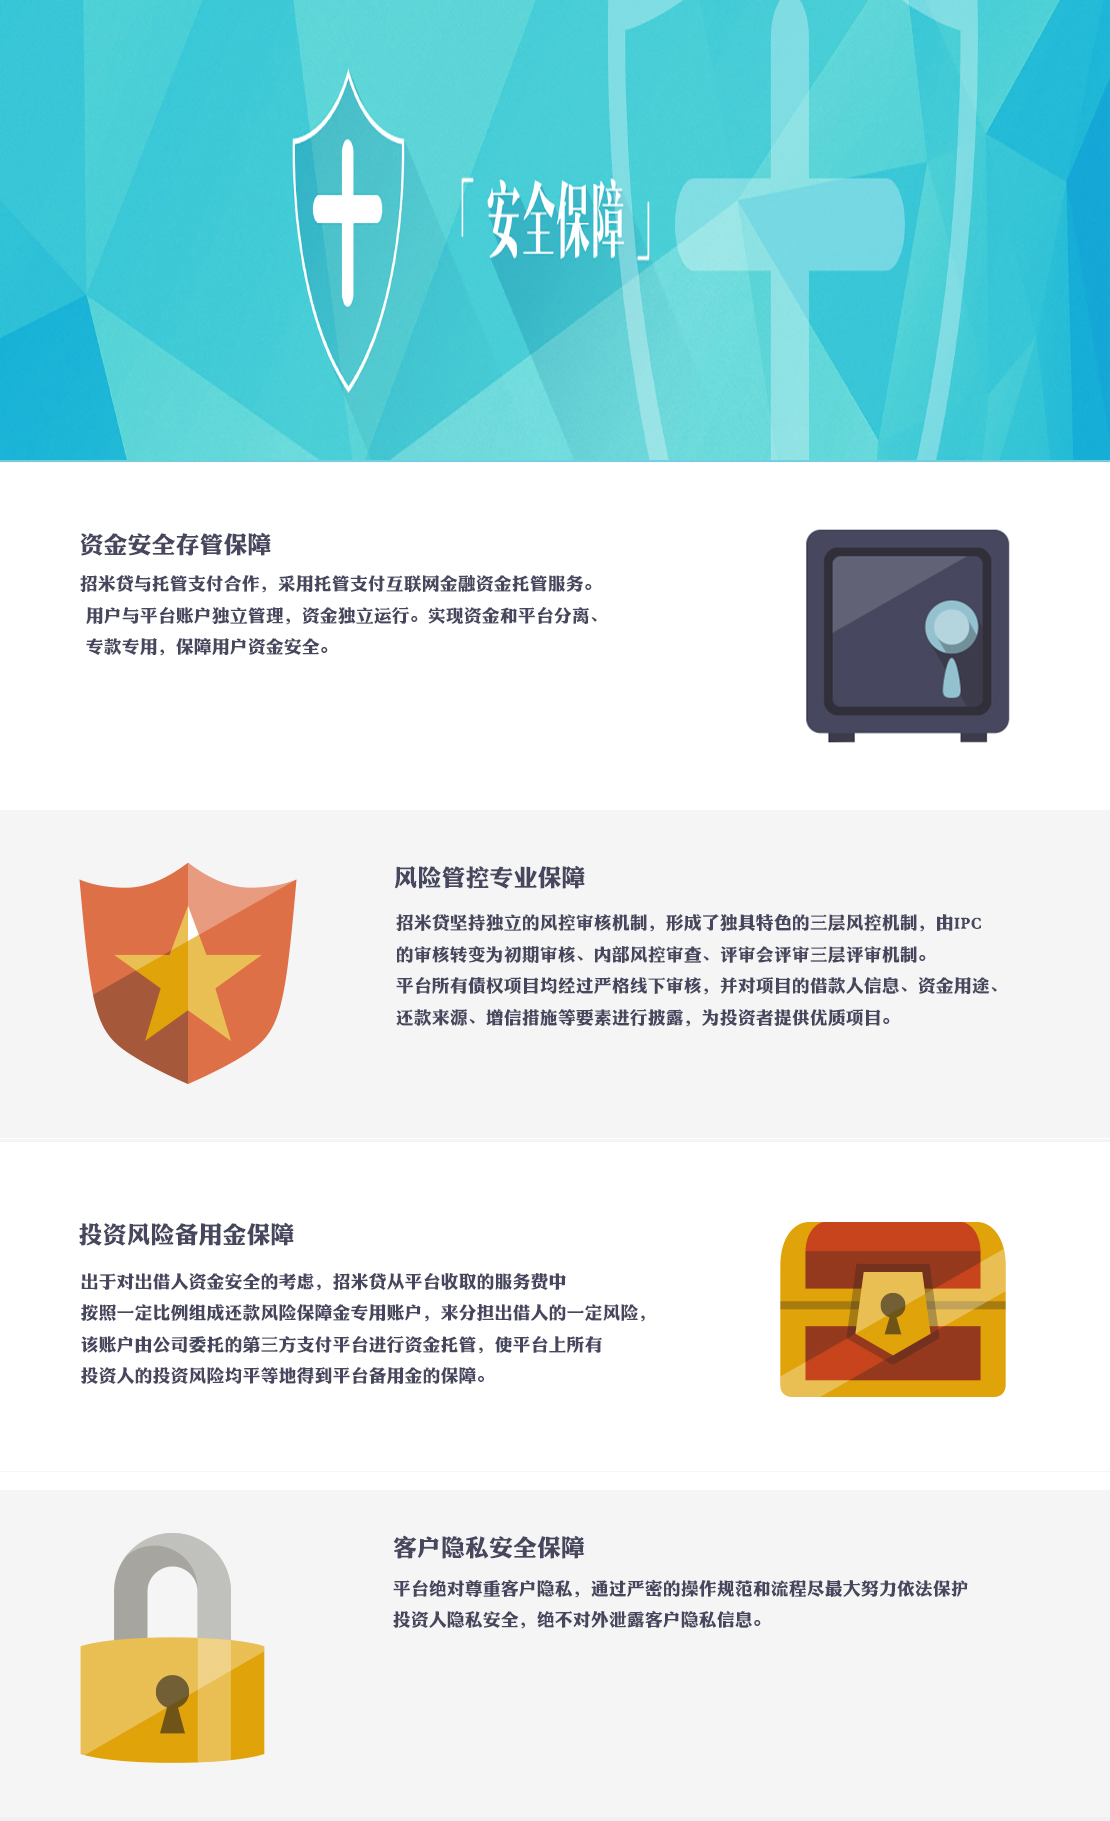 「安全保障」
资金安全存管保障
招米贷与托管支付合作，采用托管支付互联网金融资金托管服务。
用户与平台账户独立管理，资金独立运行。实现资金和平台分离、
专款专用，保障用户资金安全。
风险管控专业保障
招米贷坚持独立的风控审核机制，形成了独具特色的三层风控机制，由IPC
的审核转变为初期审核、内部风控审查、评审会评审三层评审机制。
平台所有债权项目均经过严格线下审核，并对项目的借款人信息、资金用途、
还款来源、增信措施等要素进行披露，为投资者提供优质项目。
投资风险备用金保障
出于对出借人资金安全的考虑，招米贷从平台收取的服务费中
按照一定比例组成还款风险保障金专用账户，来分担出借人的一定风险，
该账户由公司委托的第三方支付平台进行资金托管，使平台上所有
投资人的投资风险均平等地得到平台备用金的保障。
客户隐私安全保障
平台绝对尊重客户隐私，通过严密的操作规范和流程尽最大努力依法保护
投资人隐私安全，绝不对外泄露客户隐私信息。